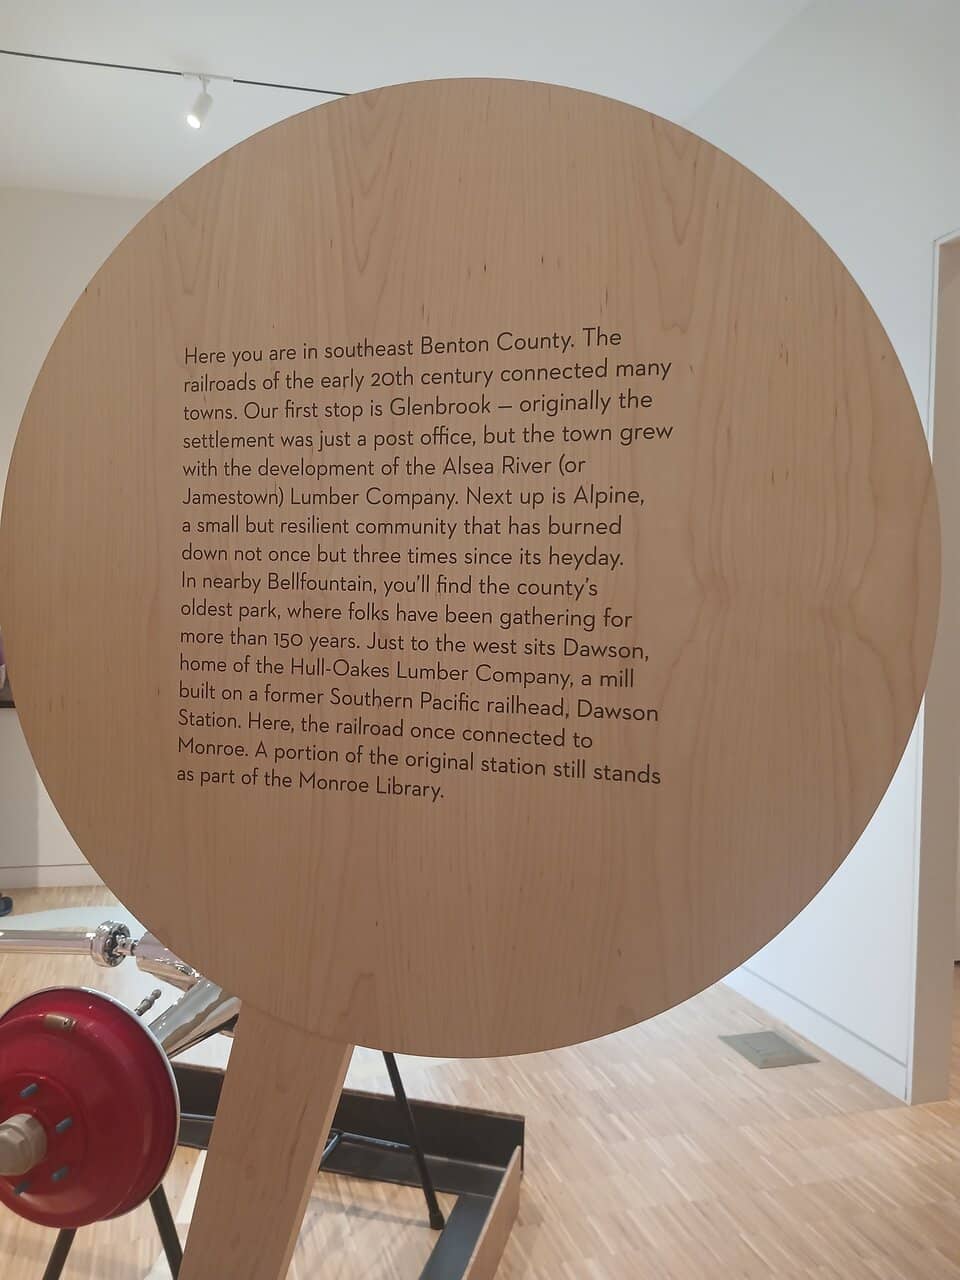 Here you are in southeast Benton County. The
railroads of the early 20th century connected many
towns. Our first stop is Glenbrook — originally the
settlement was just a post office, but the town grew
with the development of the Alsea River (or
Jamestown) Lumber Company. Next up is Alpine,
a small but resilient community that has burned
down not once but three times since its heyday.
In nearby Bellfountain, you'll find the county's
oldest park, where folks have been gathering for
more than 150 years. Just to the west sits Dawson,
home of the Hull-Oakes Lumber Company, a mill
built on a former Southern Pacific railhead, Dawson
Station. Here, the railroad once connected to
Monroe. A portion of the original station still stands
as part of the Monroe Library.